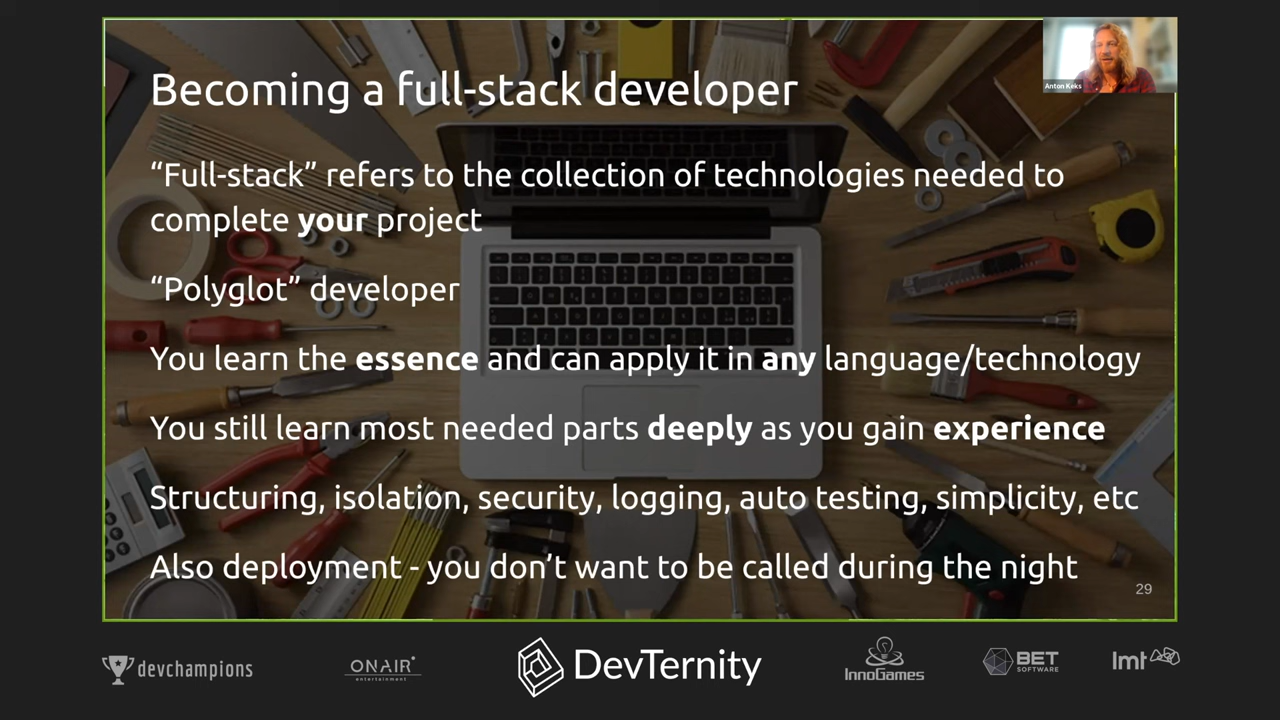 Becoming a full-stack developer
Anton Keks
“Full-stack” refers to the collection of technologies needed to
complete your project
“Polyglot” developer
You learn the essence and can apply it in any language/technology
You still learn most needed parts deeply as you gain experience
Structuring, isolation, security, logging, auto testing, simplicity, etc
Also deployment - you don’t want to be called during the night
29
devchampions
ONAIR
entertainment
DevTernity
InnoGames
BET
SOFTWARE
lmt